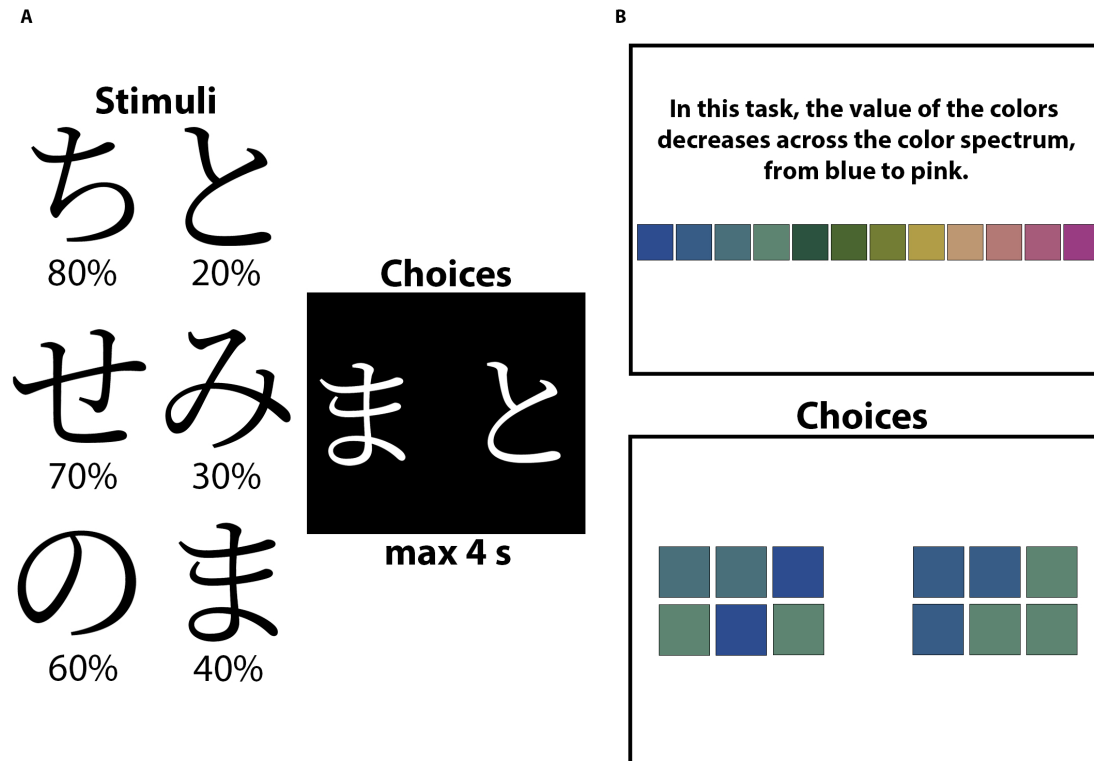 A
Stimuli
ち と
80% 20%
せ み
70% 30%
の ま
60% 40%
Choices
ま と
max 4 s
B
In this task, the value of the colors
decreases across the color spectrum,
from blue to pink.
Choices